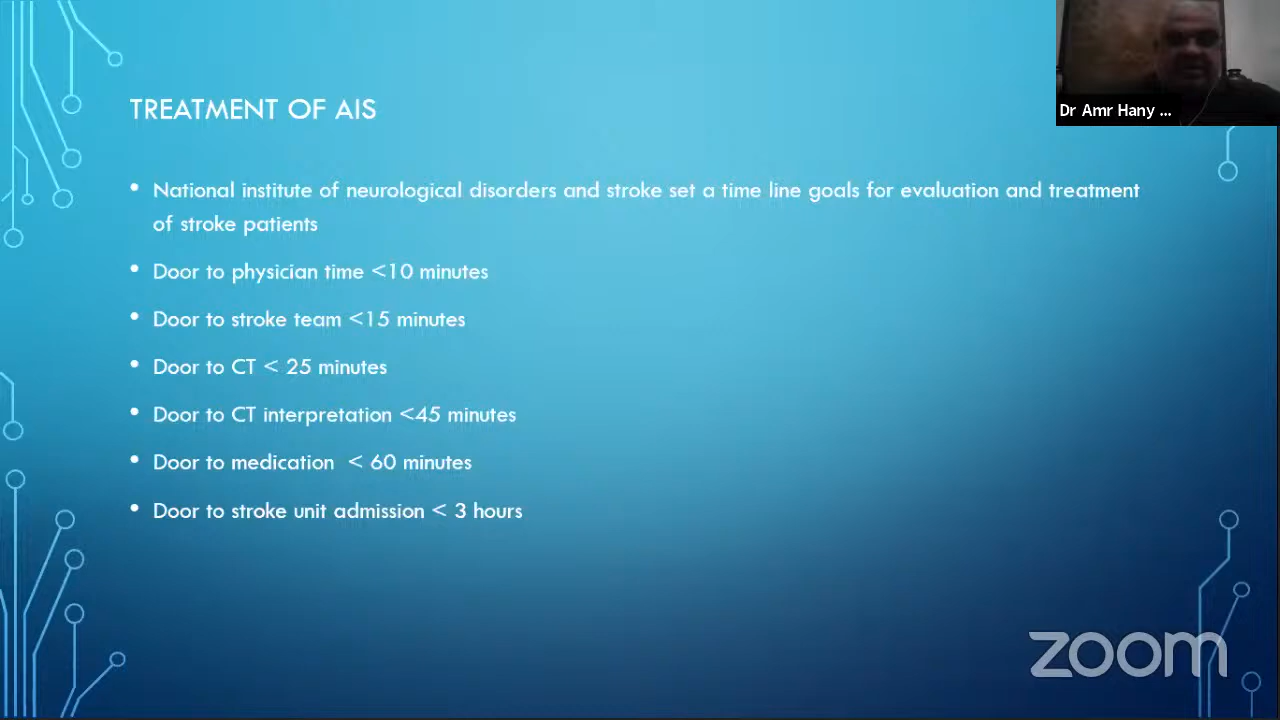 Dr Amr Hany ...
TREATMENT OF AIS
• National institute of neurological disorders and stroke set a time line goals for evaluation and treatment
of stroke patients
• Door to physician time <10 minutes
• Door to stroke team <15 minutes
• Door to CT < 25 minutes
• Door to CT interpretation <45 minutes
• Door to medication  < 60 minutes
• Door to stroke unit admission < 3 hours
zoom